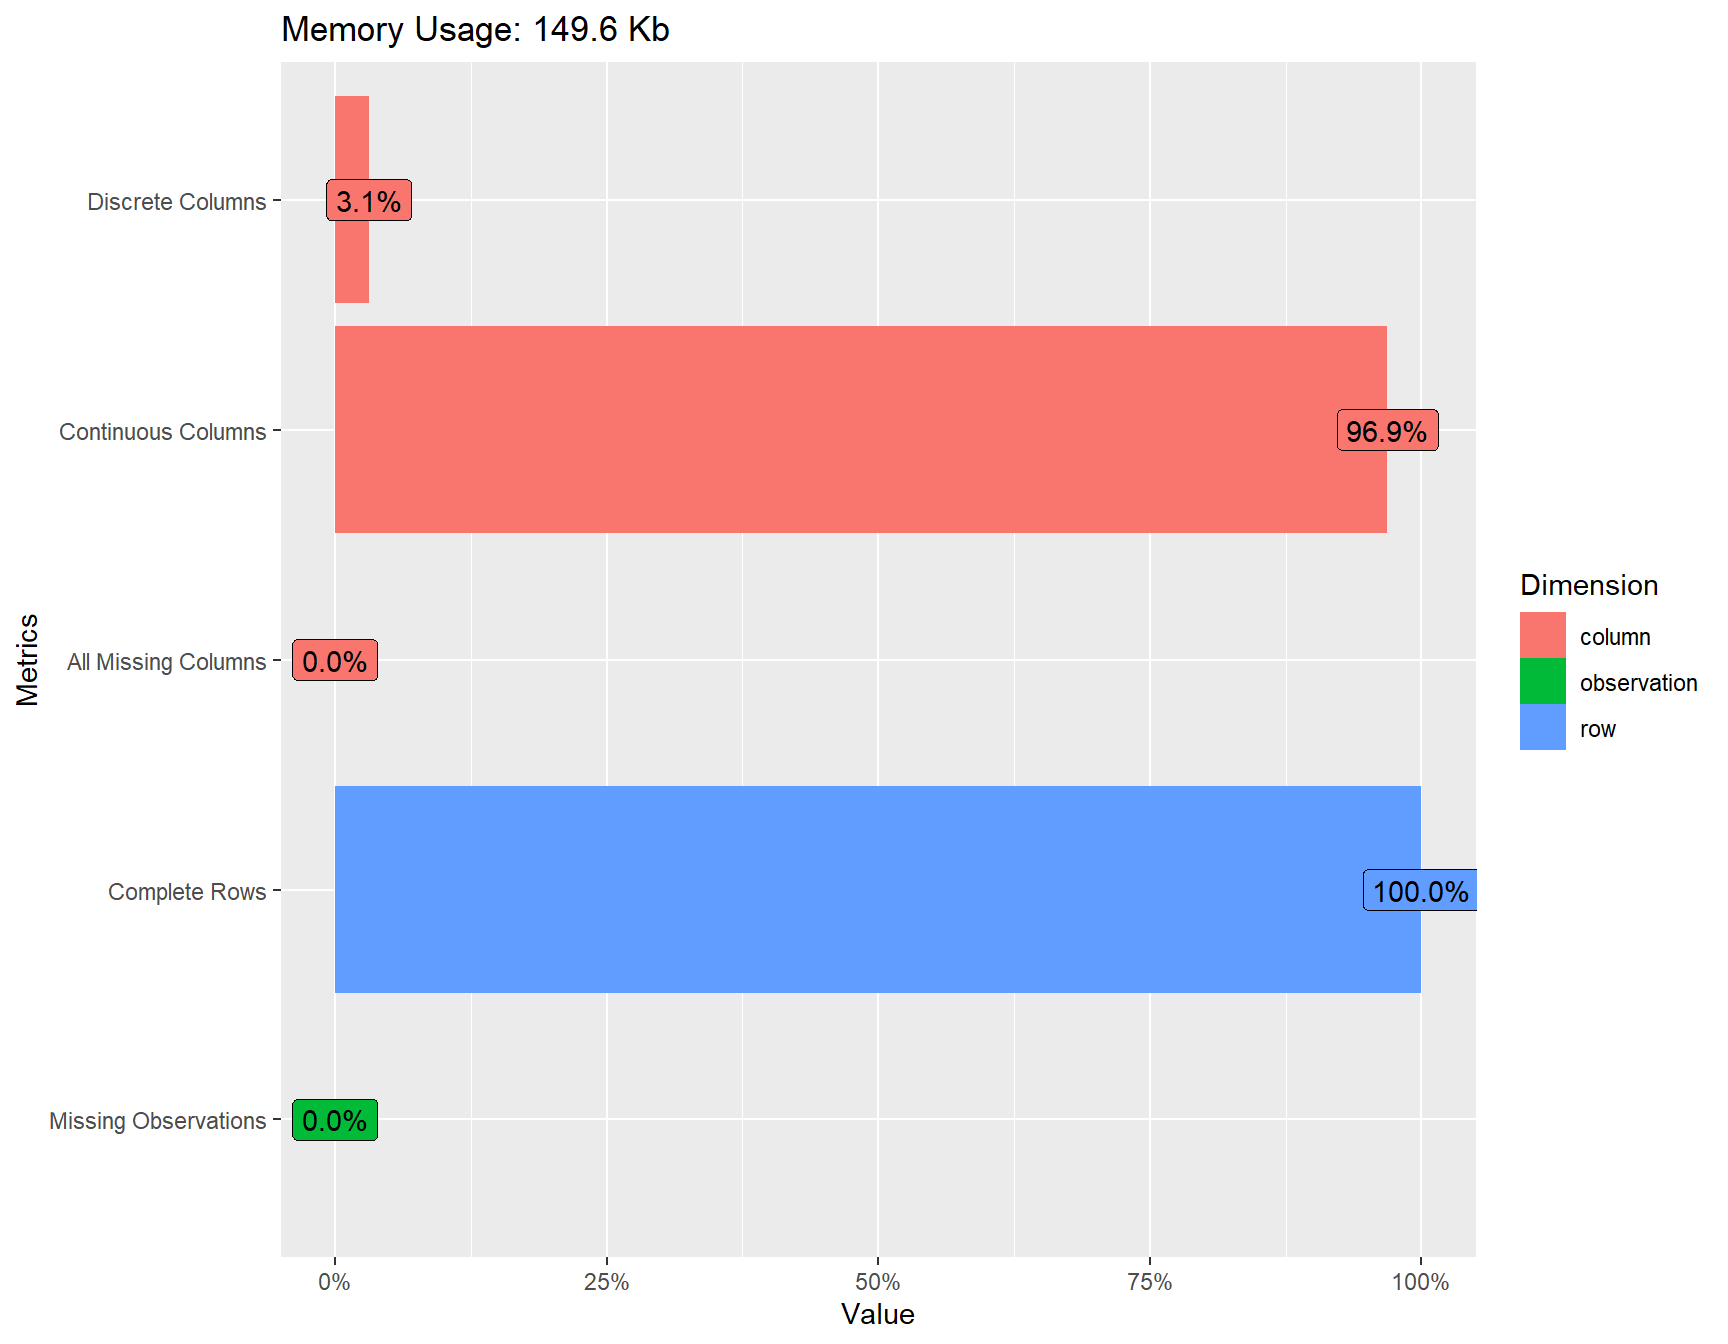 Memory Usage: 149.6 Kb
Metrics
Discrete Columns
3.1%
Continuous Columns
96.9%
All Missing Columns
0.0%
Complete Rows
100.0%
Missing Observations
0.0%
0%
25%
50%
75%
100%
Value
Dimension
column
observation
row